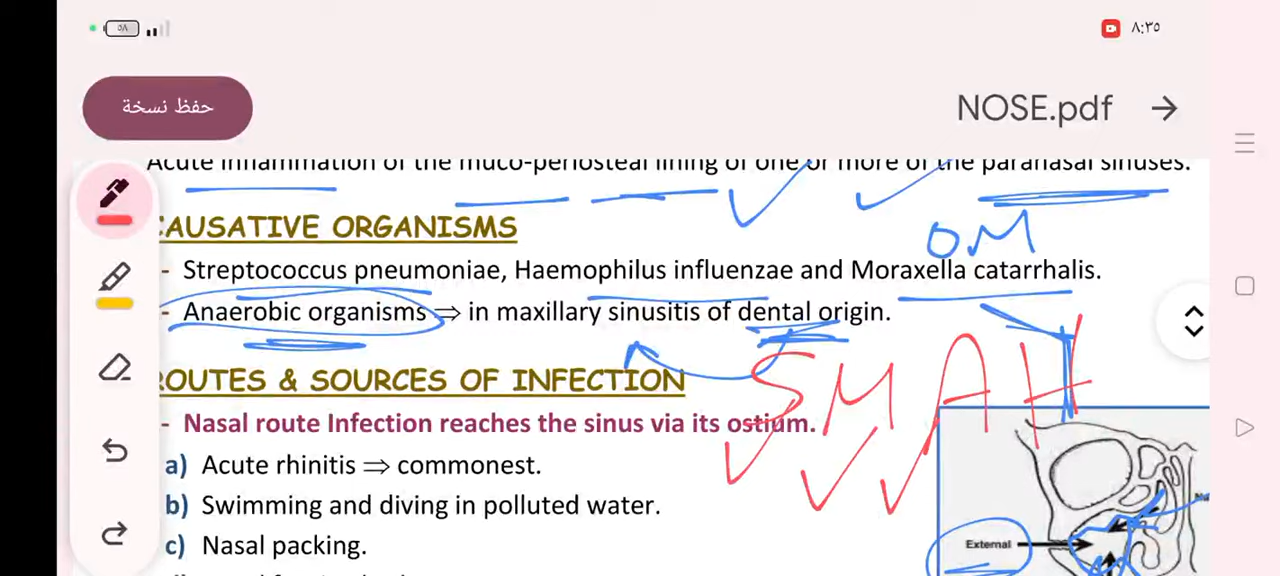 ٥٨
٨:٣٥
حفظ نسخة
NOSE.pdf
Acute inflammation of the muco-periosteal lining of one or more of the paranasal sinuses.
CAUSATIVE ORGANISMS
OM
- Streptococcus pneumoniae, Haemophilus influenzae and Moraxella catarrhalis.
- Anaerobic organisms ⇒ in maxillary sinusitis of dental origin.
SMAH
ROUTES & SOURCES OF INFECTION
- Nasal route Infection reaches the sinus via its ostium.
a) Acute rhinitis ⇒ commonest.
b) Swimming and diving in polluted water.
c) Nasal packing.
External